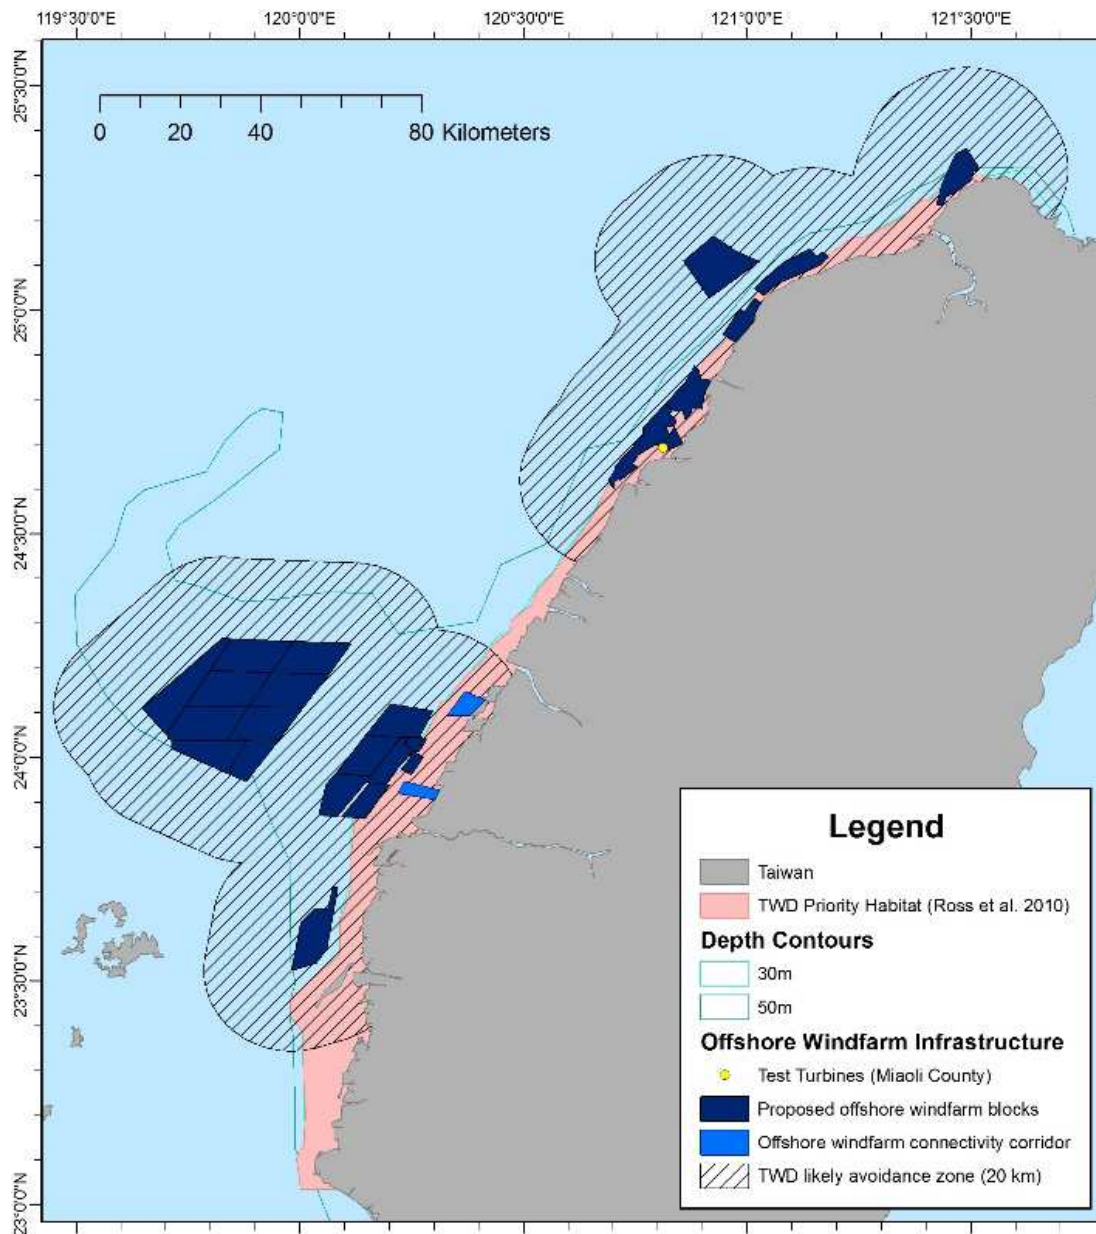 119°30'0"E 120°0'0"E 120°30'0"E 121°0'0"E 121°30'0"E
25°30'0"N
0 20 40 80 Kilometers
25°0'0"N
24°30'0"N
24°0'0"N
23°30'0"N
23°0'0"N
Legend
Taiwan
TWD Priority Habitat (Ross et al. 2010)
Depth Contours
30m
50m
Offshore Windfarm Infrastructure
Test Turbines (Miaoli County)
Proposed offshore windfarm blocks
Offshore windfarm connectivity corridor
TWD likely avoidance zone (20 km)